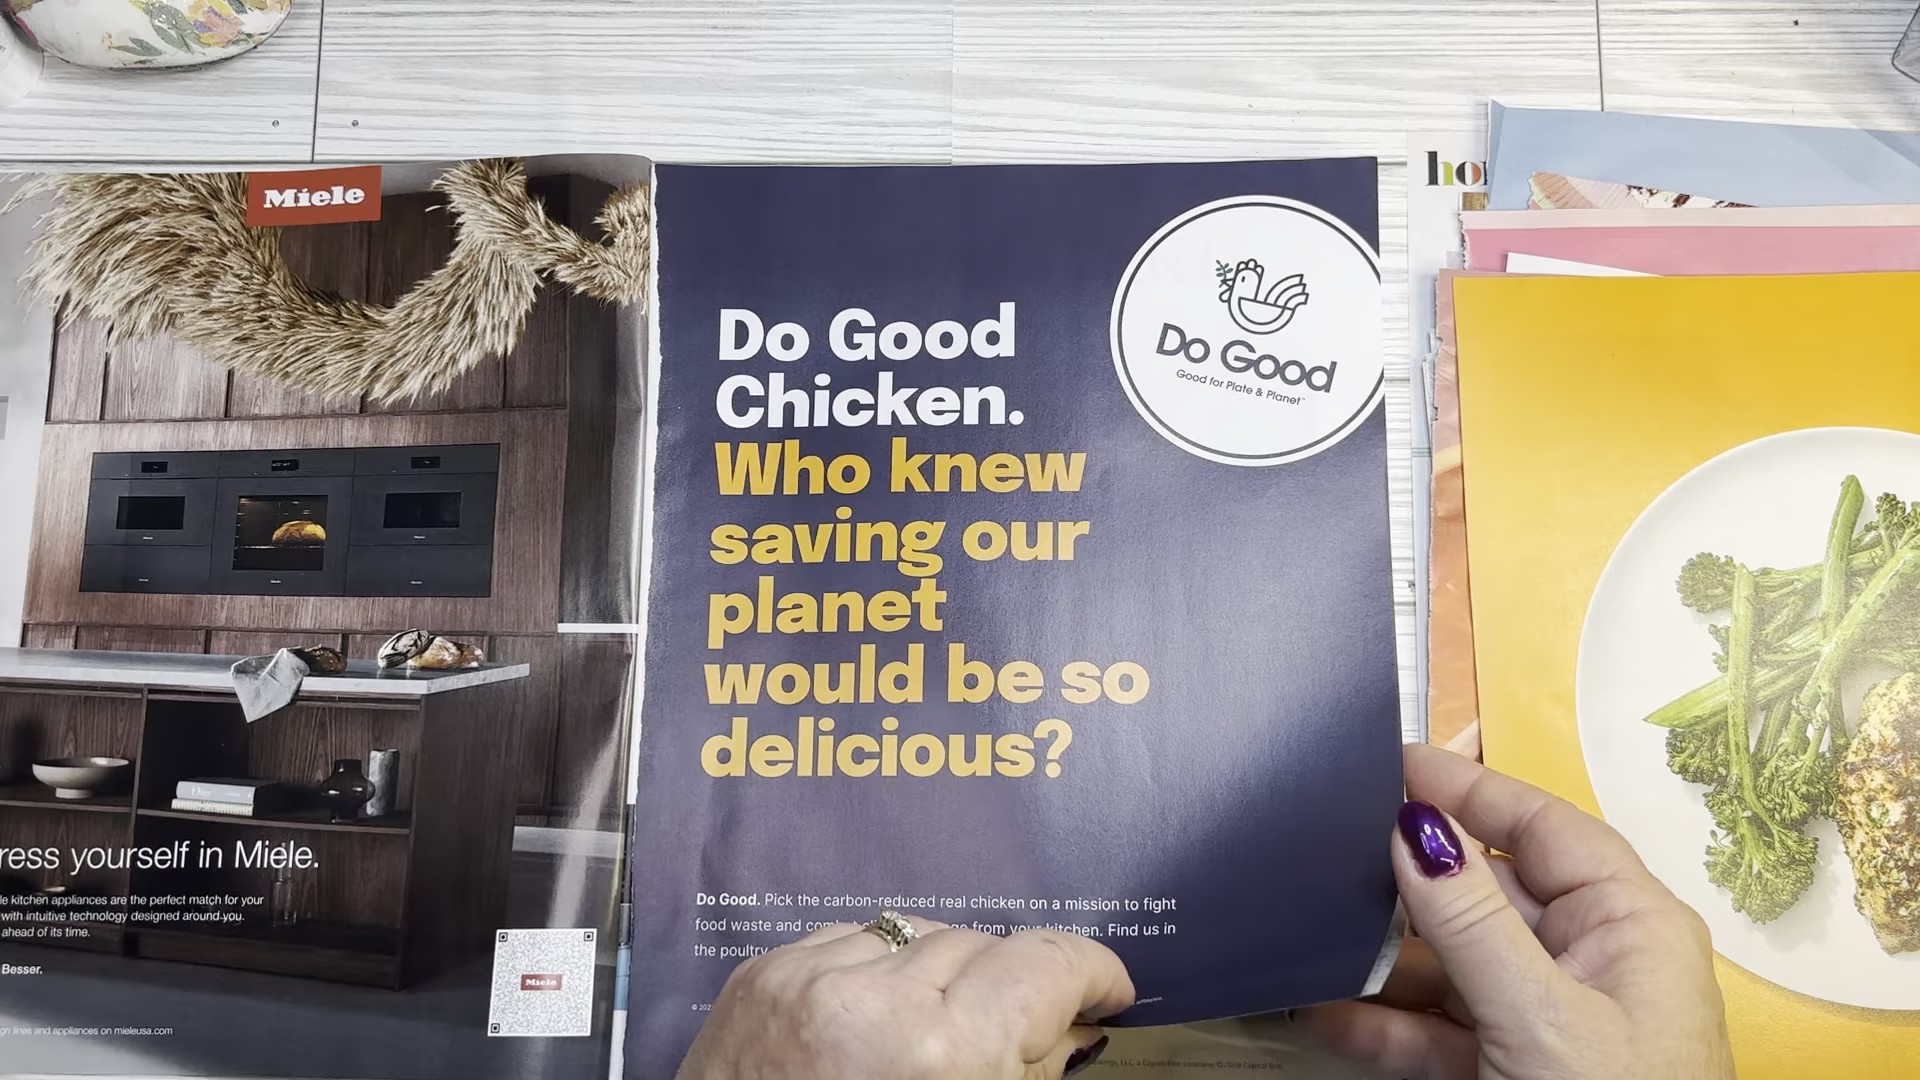 Miele
ress yourself in Miele.
le kitchen appliances are the perfect match for your
with intuitive technology designed around you.
ahead of its time.
Besser.
gn lines and appliances on mieleusa.com
Miele
Dior
Do Good
Chicken.
Who knew
saving our
planet
would be so
delicious?
Do Good
Good for Plate & Planet™
Do Good. Pick the carbon-reduced real chicken on a mission to fight
food waste and from your kitchen. Find us in
the poultry
ho